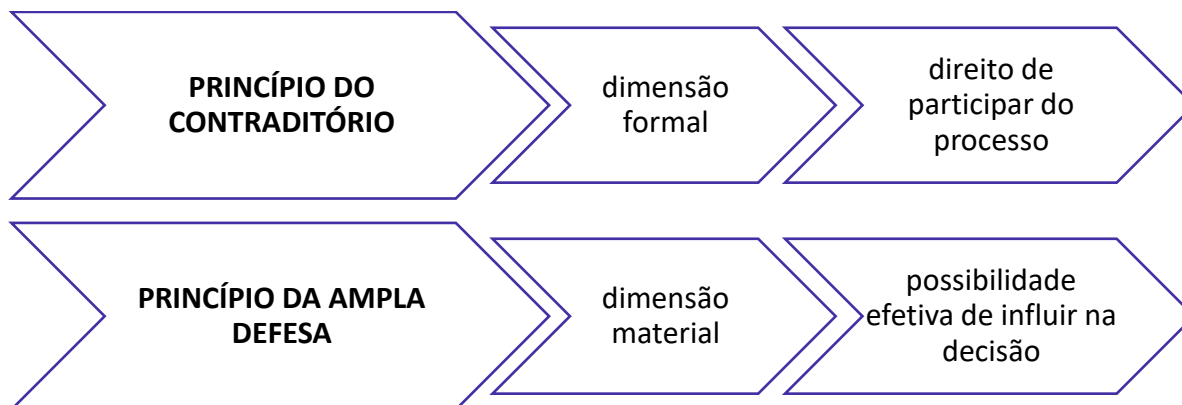 PRINCÍPIO DO
CONTRADITÓRIO
dimensão
formal
direito de
participar do
processo
PRINCÍPIO DA AMPLA
DEFESA
dimensão
material
possibilidade
efetiva de influir na
decisão